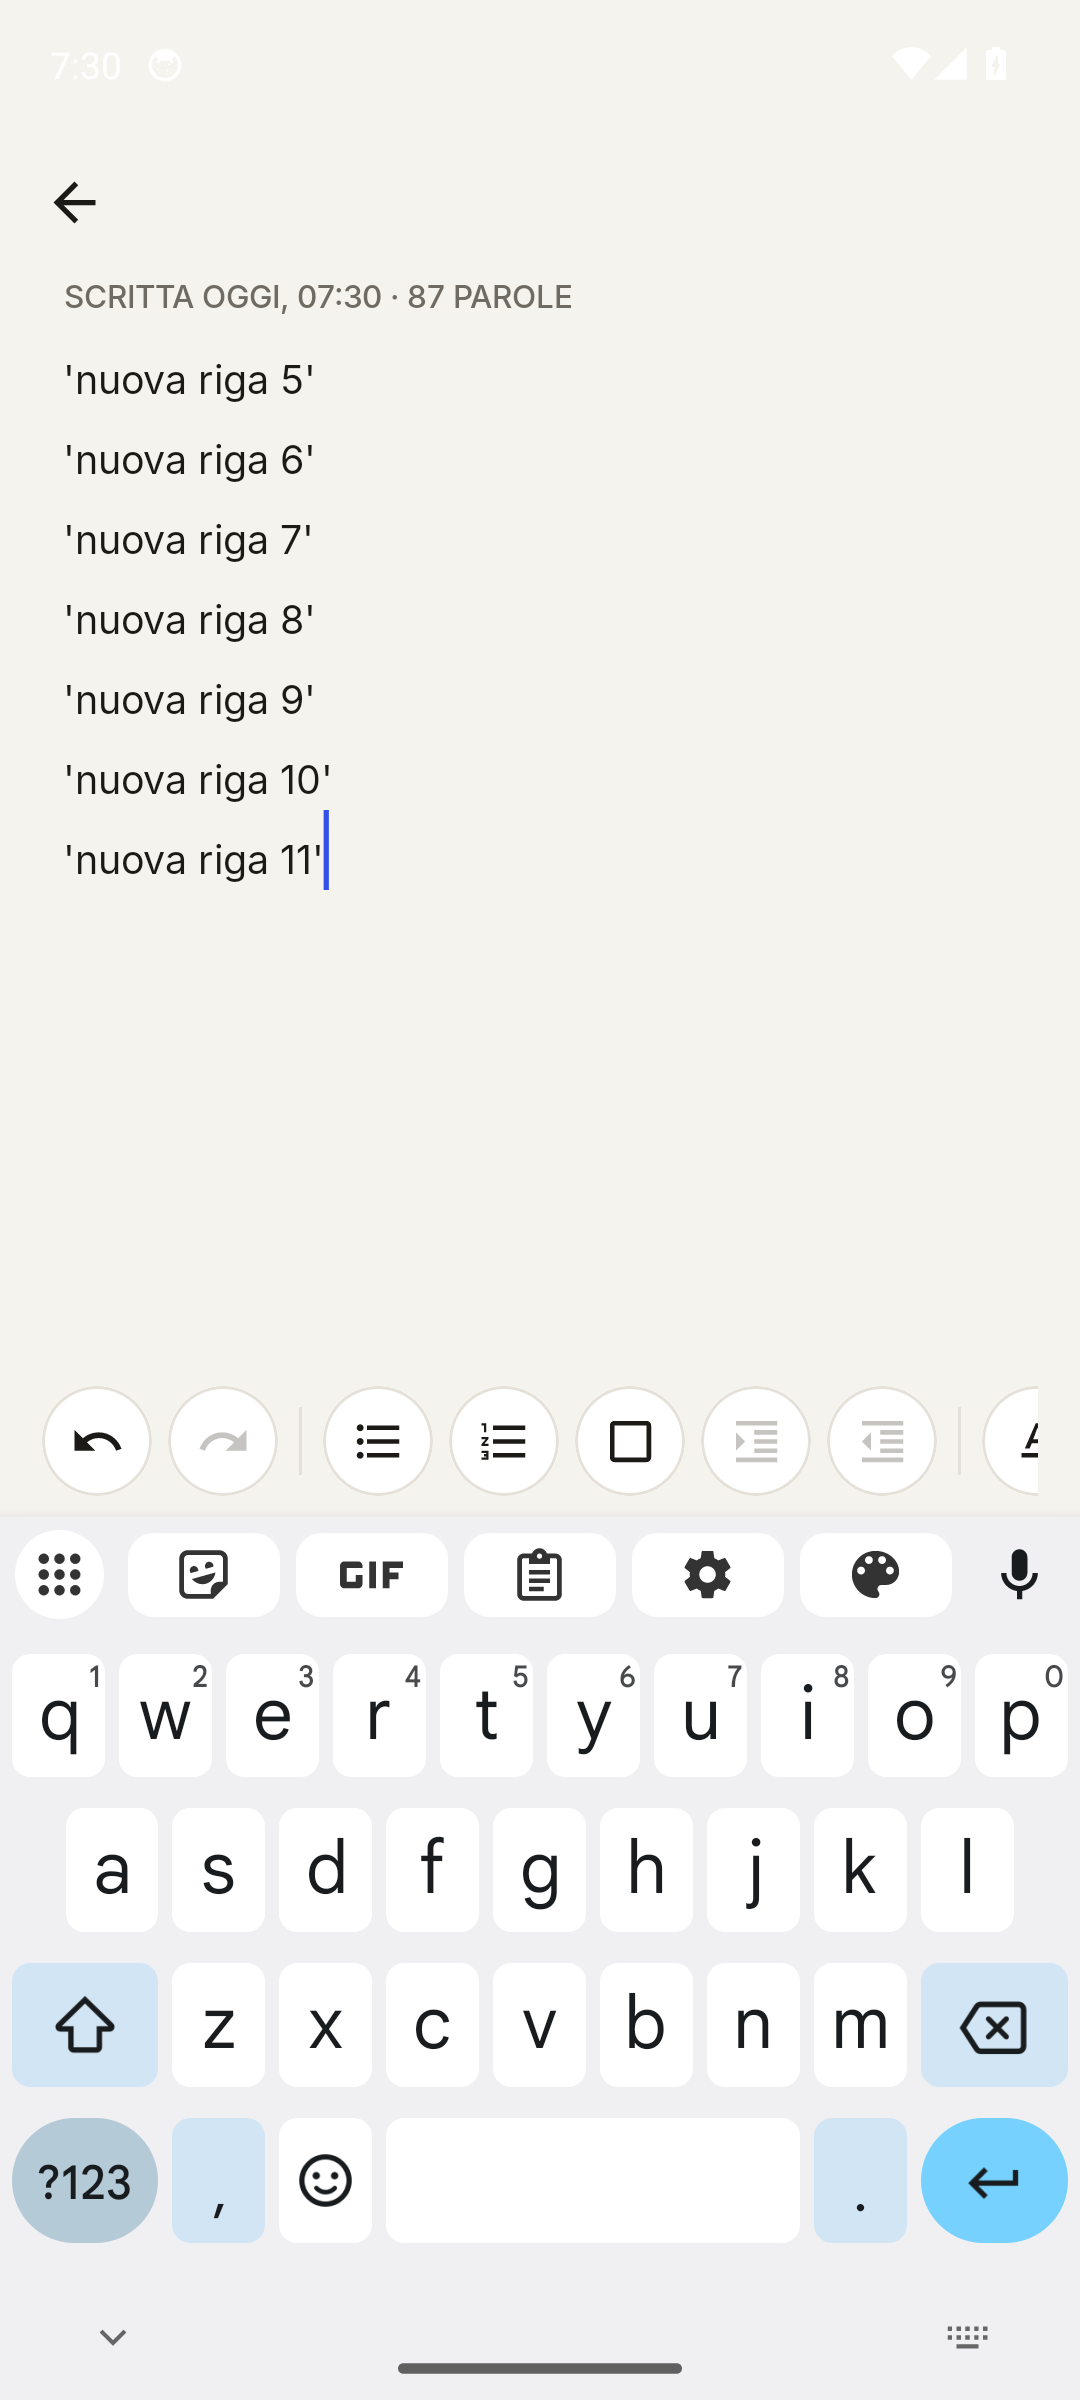 7:30
SCRITTA OGGI, 07:30 · 87 PAROLE
'nuova riga 5'
'nuova riga 6'
'nuova riga 7'
'nuova riga 8'
'nuova riga 9'
'nuova riga 10'
'nuova riga 11'
GIF
q1 w2 e3 r4 t5 y6 u7 i8 o9 p0
a s d f g h j k l
z x c v b n m
?123 , .